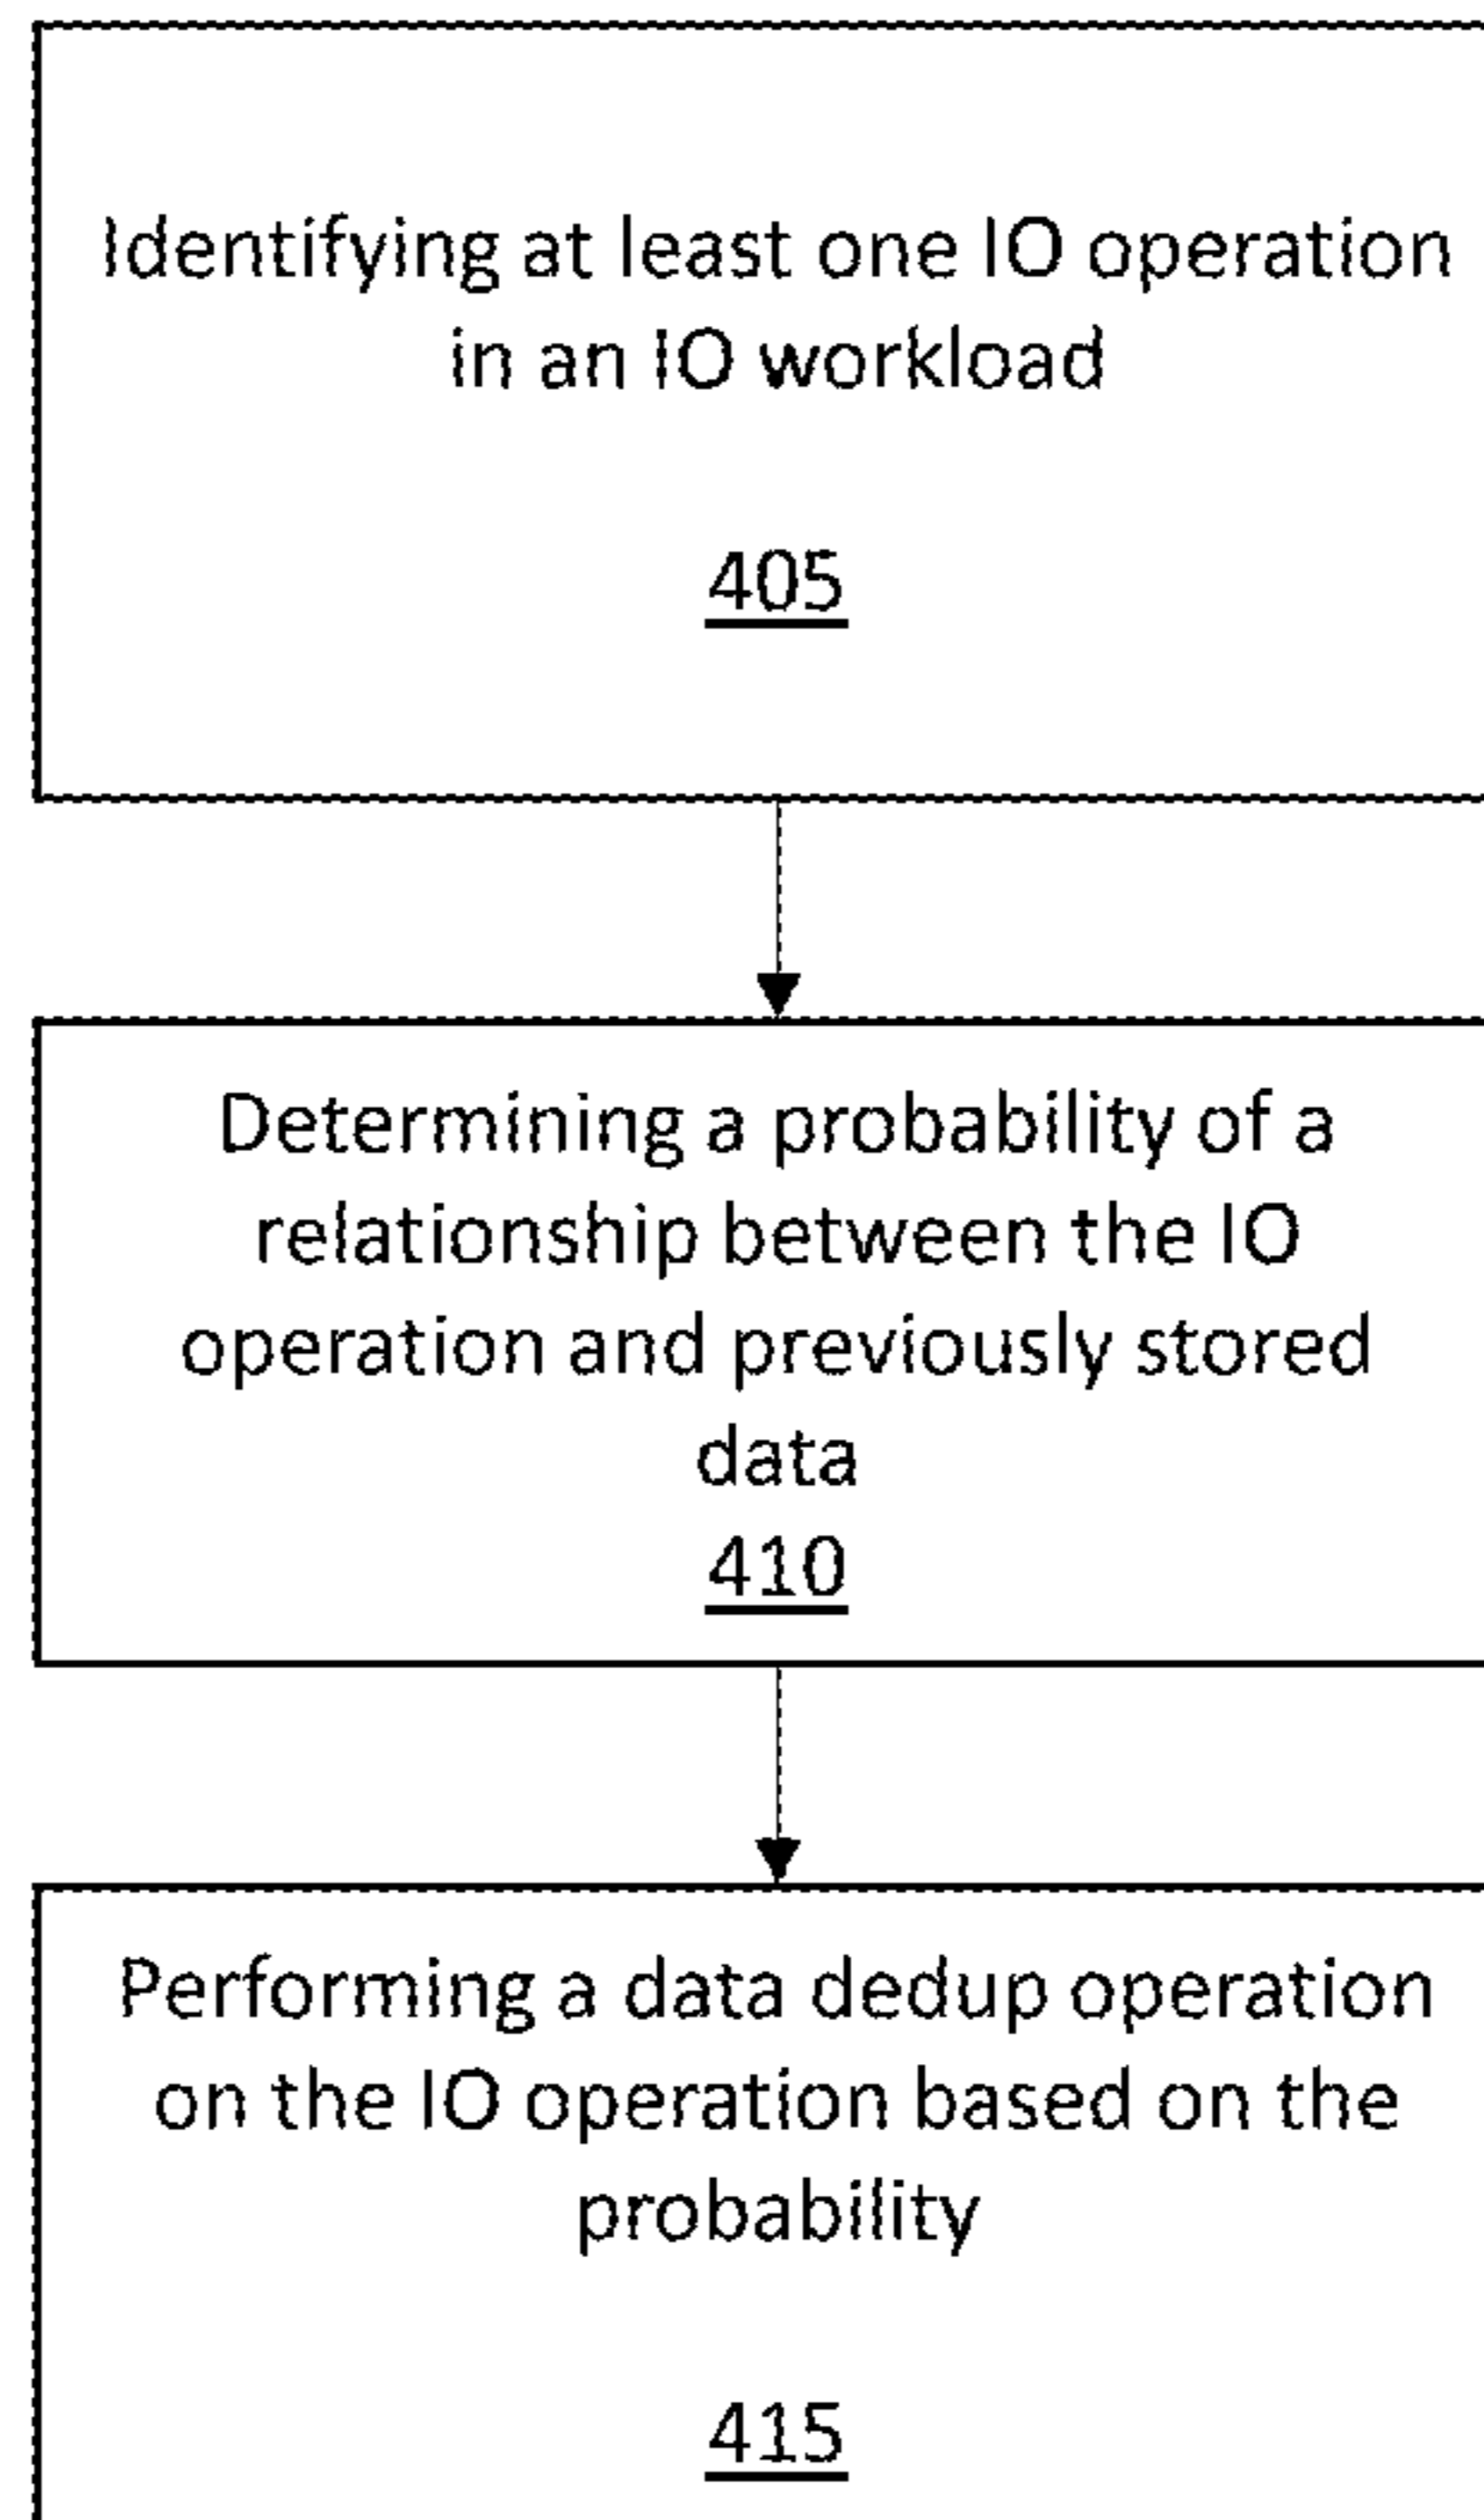 Identifying at least one IO operation
in an IO workload
405
Determining a probability of a
relationship between the IO
operation and previously stored
data
410
Performing a data dedup operation
on the IO operation based on the
probability
415